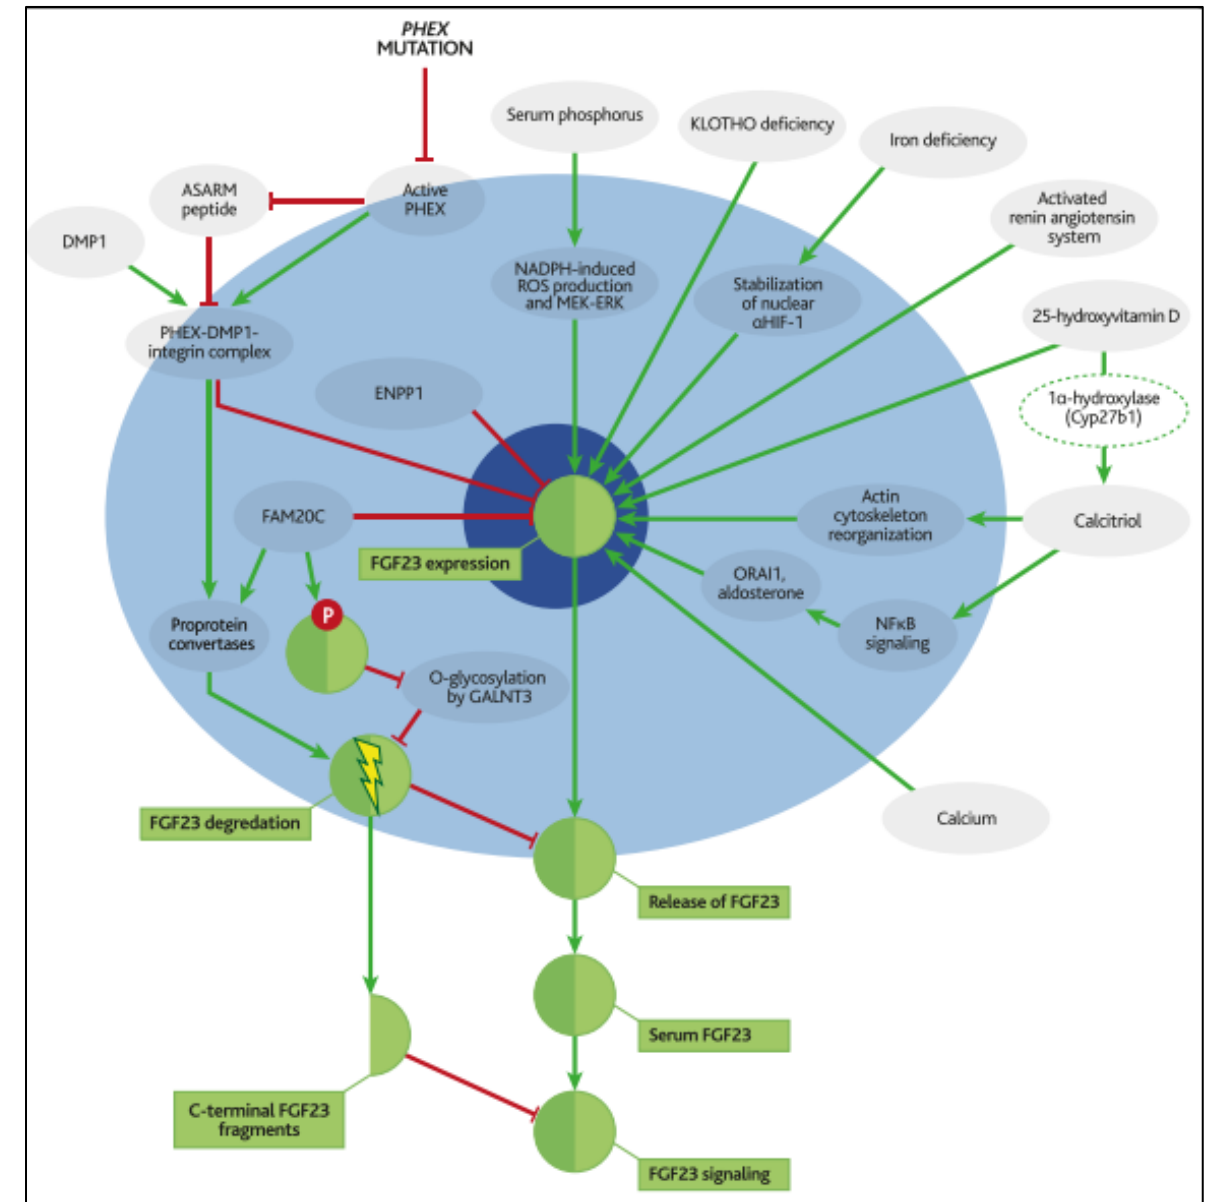 PHEX
MUTATION
Serum phosphorus
KLOTHO deficiency
Iron deficiency
ASARM
peptide
Active
PHEX
Activated
renin angiotensin
system
DMP1
NADPH-induced
ROS production
and MEK-ERK
Stabilization
of nuclear
αHIF-1
25-hydroxyvitamin D
PHEX-DMP1-
integrin complex
ENPP1
1α-hydroxylase
(Cyp27b1)
FAM20C
Actin
cytoskeleton
reorganization
Calcitriol
FGF23 expression
ORAI1,
aldosterone
P
Proprotein
convertases
NFκB
signaling
O-glycosylation
by GALNT3
FGF23 degredation
Calcium
Release of FGF23
Serum FGF23
C-terminal FGF23
fragments
FGF23 signaling